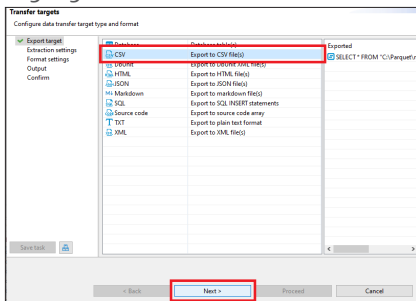 Transfer targets
Configure data transfer target type and format
Export target
Extraction settings
Format settings
Output
Confirm
Database Database table(s)
CSV Export to CSV file(s)
DbUnit Export to DbUnit XML file(s)
HTML Export to HTML file(s)
JSON Export to JSON file(s)
Markdown Export to markdown file(s)
SQL Export to SQL INSERT statements
Source code Export to source code array
TXT Export to plain text format
XML Export to XML file(s)
Exported
SELECT * FROM "C:\Parquet\
Save task
< Back Next > Proceed Cancel